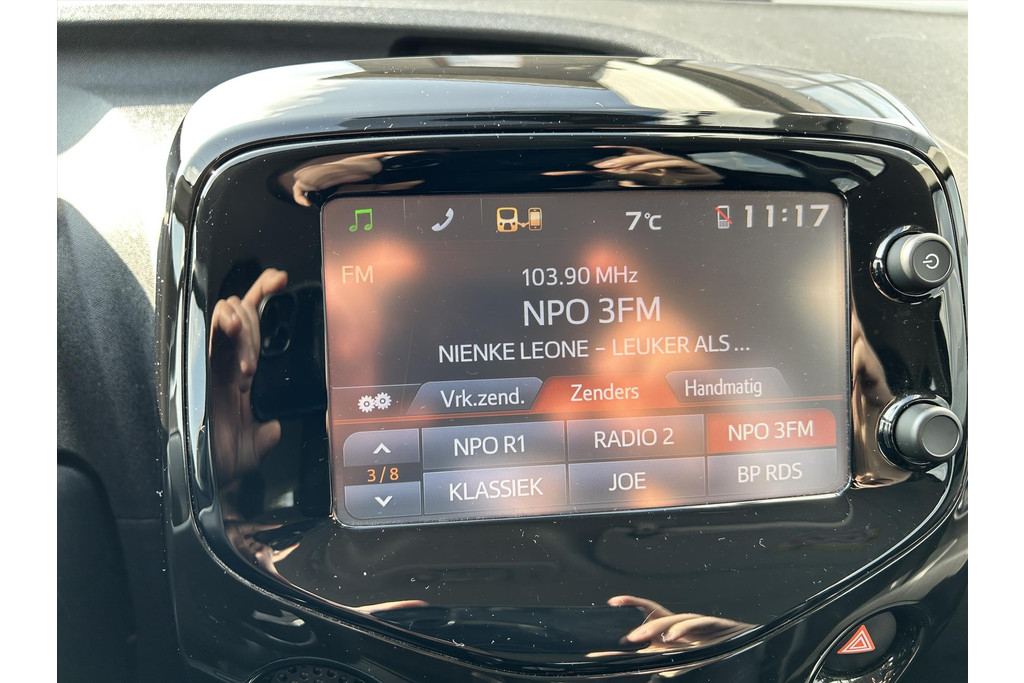 7°C 11:17
FM
103.90 MHz
NPO 3FM
NIENKE LEONE – LEUKER ALS ...
Vrk.zend. Zenders Handmatig
NPO R1 RADIO 2 NPO 3FM
3/8
KLASSIEK JOE BP RDS